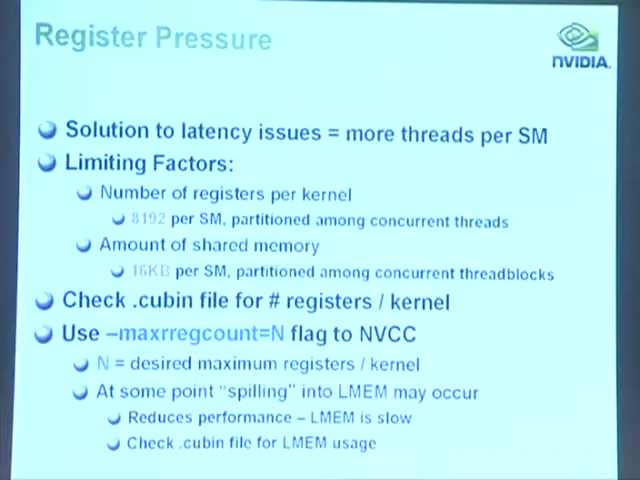 Register Pressure
nVIDIA.
Solution to latency issues = more threads per SM
Limiting Factors:
Number of registers per kernel
8192 per SM, partitioned among concurrent threads
Amount of shared memory
16KB per SM, partitioned among concurrent threadblocks
Check .cubin file for # registers / kernel
Use –maxrregcount=N flag to NVCC
N = desired maximum registers / kernel
At some point “spilling” into LMEM may occur
Reduces performance – LMEM is slow
Check .cubin file for LMEM usage